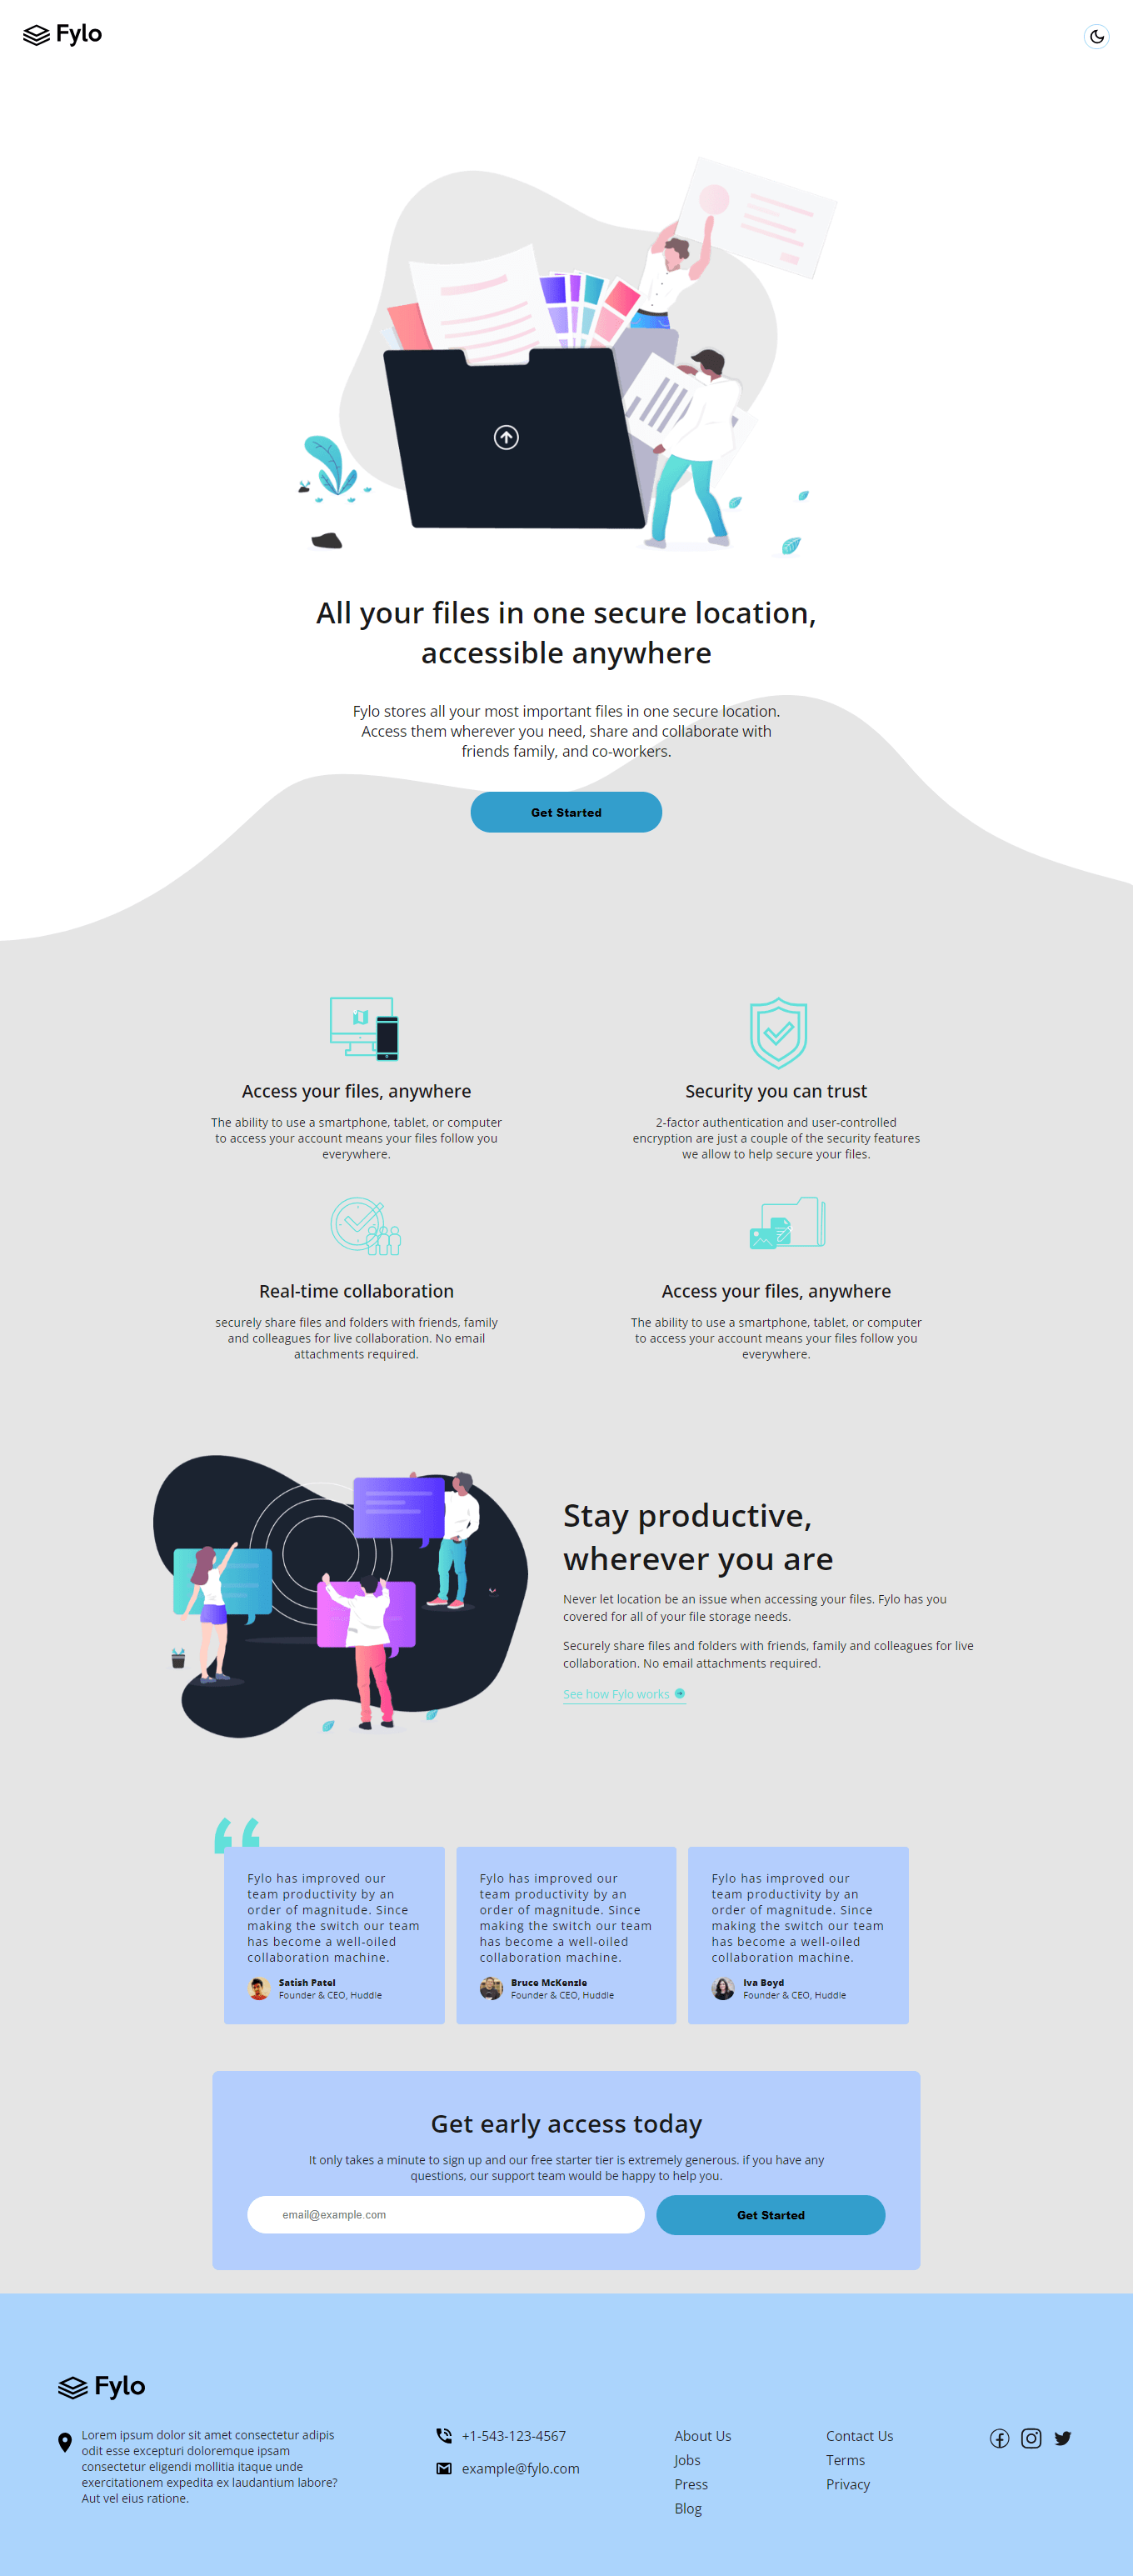 Fylo
All your files in one secure location,
accessible anywhere
Fylo stores all your most important files in one secure location.
Access them wherever you need, share and collaborate with
friends family, and co-workers.
Get Started
Access your files, anywhere
The ability to use a smartphone, tablet, or computer
to access your account means your files follow you
everywhere.
Security you can trust
2-factor authentication and user-controlled
encryption are just a couple of the security features
we allow to help secure your files.
Real-time collaboration
securely share files and folders with friends, family
and colleagues for live collaboration. No email
attachments required.
Access your files, anywhere
The ability to use a smartphone, tablet, or computer
to access your account means your files follow you
everywhere.
Stay productive,
wherever you are
Never let location be an issue when accessing your files. Fylo has you
covered for all of your file storage needs.
Securely share files and folders with friends, family and colleagues for live
collaboration. No email attachments required.
See how Fylo works
“
Fylo has improved our
team productivity by an
order of magnitude. Since
making the switch our team
has become a well-oiled
collaboration machine.
Satish Patel
Founder & CEO, Huddle
Fylo has improved our
team productivity by an
order of magnitude. Since
making the switch our team
has become a well-oiled
collaboration machine.
Bruce McKenzie
Founder & CEO, Huddle
Fylo has improved our
team productivity by an
order of magnitude. Since
making the switch our team
has become a well-oiled
collaboration machine.
Iva Boyd
Founder & CEO, Huddle
Get early access today
It only takes a minute to sign up and our free starter tier is extremely generous. if you have any
questions, our support team would be happy to help you.
email@example.com
Get Started
Fylo
Lorem ipsum dolor sit amet consectetur adipis
odit esse excepturi doloremque ipsam
consectetur eligendi mollitia itaque unde
exercitationem expedita ex laudantium labore?
Aut vel eius ratione.
+1-543-123-4567
example@fylo.com
About Us
Jobs
Press
Blog
Contact Us
Terms
Privacy